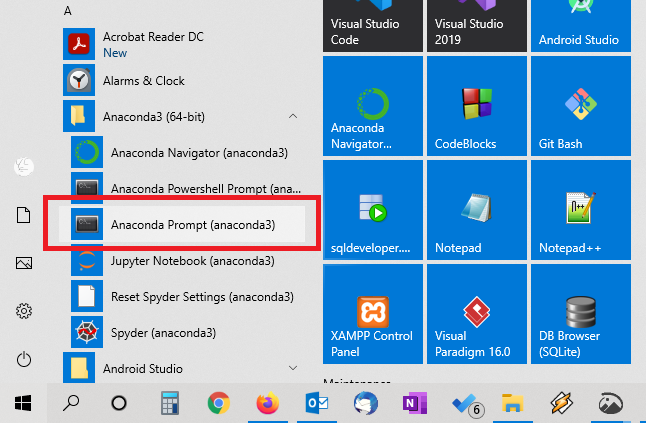 A
Acrobat Reader DC
New
Alarms & Clock
Anaconda3 (64-bit)
Anaconda Navigator (anaconda3)
Anaconda Powershell Prompt (ana...
Anaconda Prompt (anaconda3)
Jupyter Notebook (anaconda3)
Reset Spyder Settings (anaconda3)
Spyder (anaconda3)
Android Studio
Visual Studio
Code
Visual Studio
2019
Android Studio
Anaconda
Navigator...
CodeBlocks
Git Bash
sqldeveloper....
Notepad
Notepad++
XAMPP Control
Panel
Visual
Paradigm 16.0
DB Browser
(SQLite)
Maintenance
6